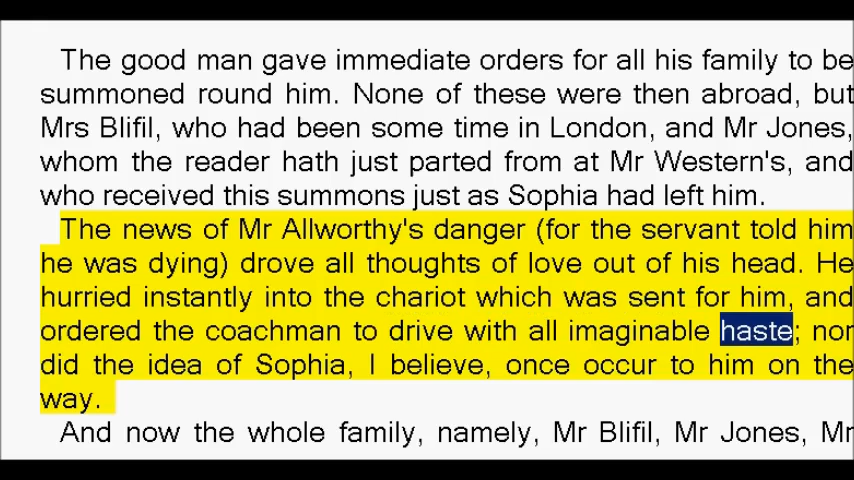 The good man gave immediate orders for all his family to be
summoned round him. None of these were then abroad, but
Mrs Blifil, who had been some time in London, and Mr Jones,
whom the reader hath just parted from at Mr Western's, and
who received this summons just as Sophia had left him.
The news of Mr Allworthy's danger (for the servant told him
he was dying) drove all thoughts of love out of his head. He
hurried instantly into the chariot which was sent for him, and
ordered the coachman to drive with all imaginable haste; nor
did the idea of Sophia, I believe, once occur to him on the
way.
And now the whole family, namely, Mr Blifil, Mr Jones, Mr